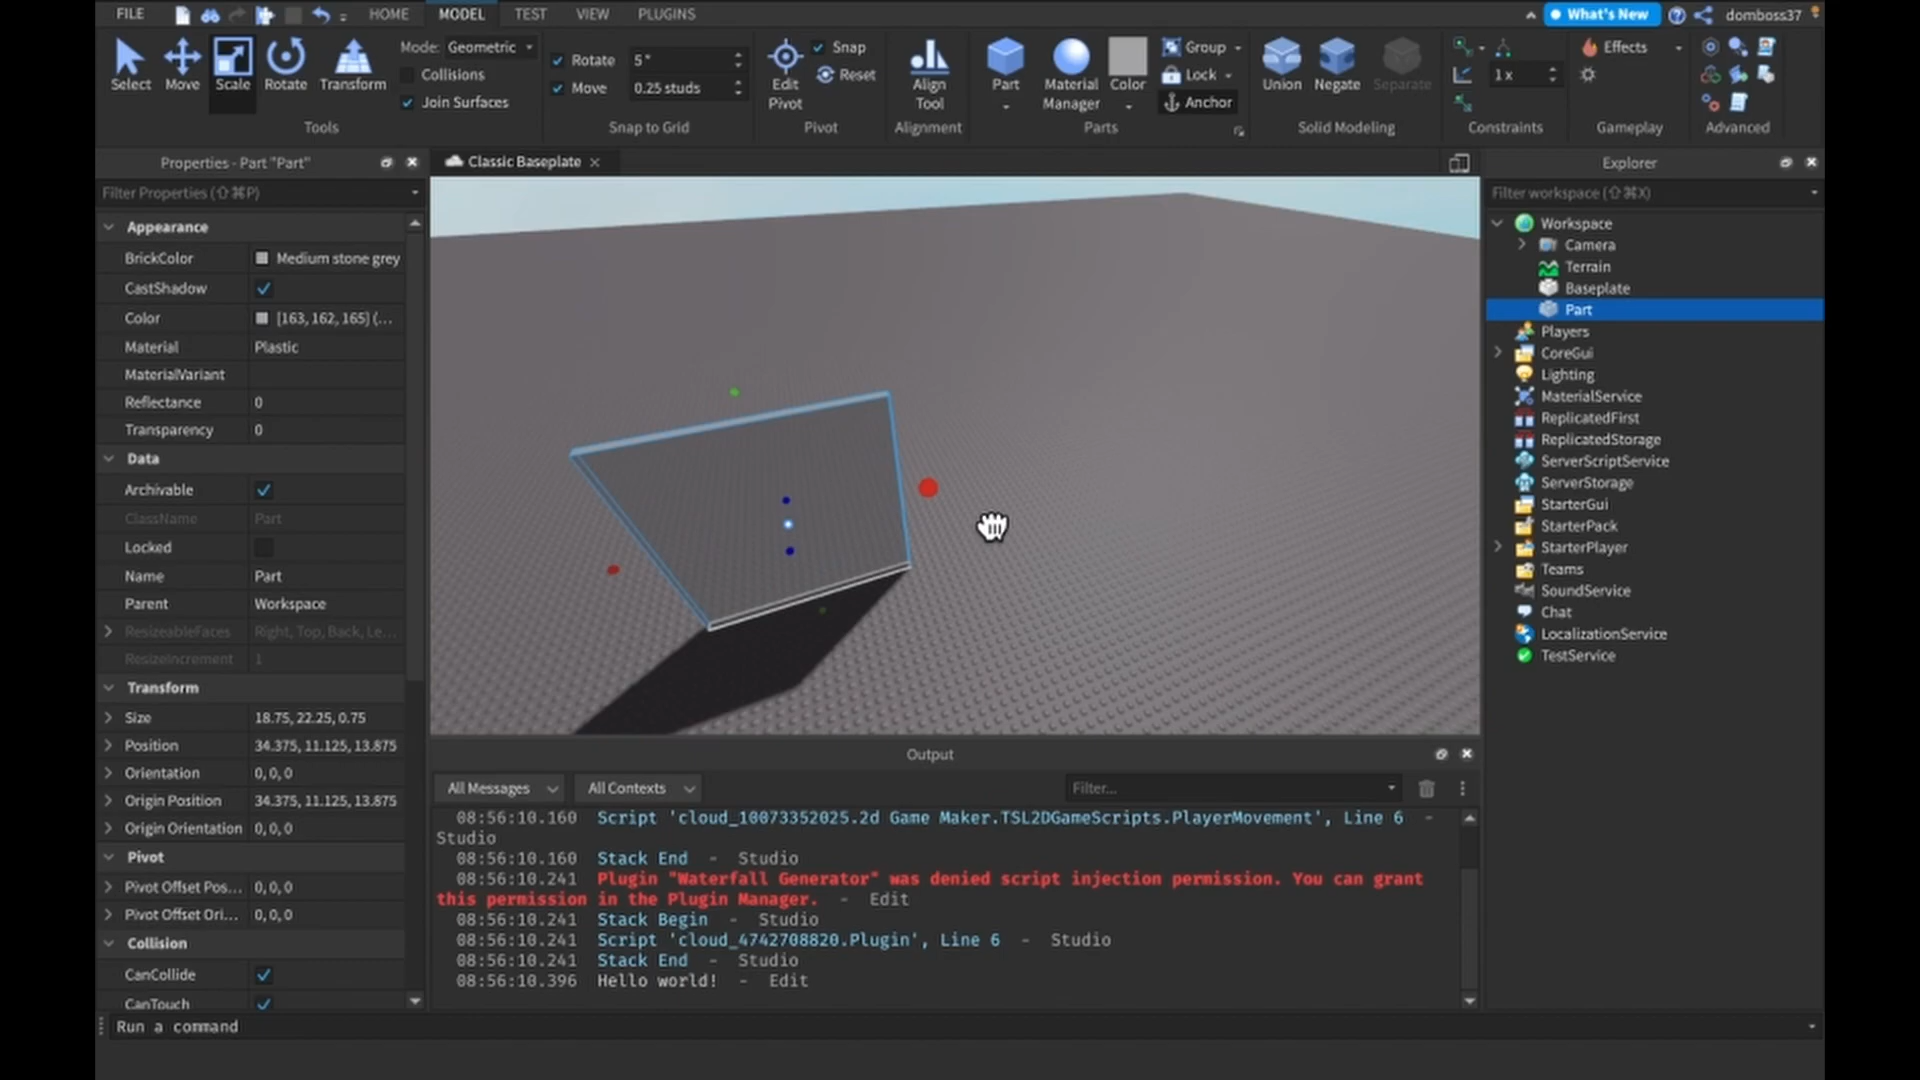 FILE HOME MODEL TEST VIEW PLUGINS What's New domboss37
Select Move Scale Rotate Transform
Mode: Geometric
Collisions
Join Surfaces
Tools
Rotate 5°
Move 0.25 studs
Snap to Grid
Edit Pivot
Snap
Reset
Pivot
Align Tool
Alignment
Part
Material Manager
Color
Group
Lock
Anchor
Parts
Union Negate Separate
Solid Modeling
1 x
Constraints
Effects
Gameplay
Advanced
Properties - Part "Part"
Filter Properties (⇧⌘P)
Appearance
BrickColor Medium stone grey
CastShadow
Color [163, 162, 165] (...
Material Plastic
MaterialVariant
Reflectance 0
Transparency 0
Data
Archivable
ClassName Part
Locked
Name Part
Parent Workspace
ResizeableFaces Right, Top, Back, Le...
ResizeIncrement 1
Transform
Size 18.75, 22.25, 0.75
Position 34.375, 11.125, 13.875
Orientation 0, 0, 0
Origin Position 34.375, 11.125, 13.875
Origin Orientation 0, 0, 0
Pivot
Pivot Offset Pos... 0, 0, 0
Pivot Offset Ori... 0, 0, 0
Collision
CanCollide
CanTouch
Classic Baseplate
Output
All Messages All Contexts Filter...
08:56:10.160 Script 'cloud_10073352025.2d Game Maker.TSL2DGameScripts.PlayerMovement', Line 6 -
Studio
08:56:10.160 Stack End - Studio
08:56:10.241 Plugin "Waterfall Generator" was denied script injection permission. You can grant
this permission in the Plugin Manager. - Edit
08:56:10.241 Stack Begin - Studio
08:56:10.241 Script 'cloud_4742708820.Plugin', Line 6 - Studio
08:56:10.241 Stack End - Studio
08:56:10.396 Hello world! - Edit
Explorer
Filter workspace (⇧⌘X)
Workspace
Camera
Terrain
Baseplate
Part
Players
CoreGui
Lighting
MaterialService
ReplicatedFirst
ReplicatedStorage
ServerScriptService
ServerStorage
StarterGui
StarterPack
StarterPlayer
Teams
SoundService
Chat
LocalizationService
TestService
Run a command